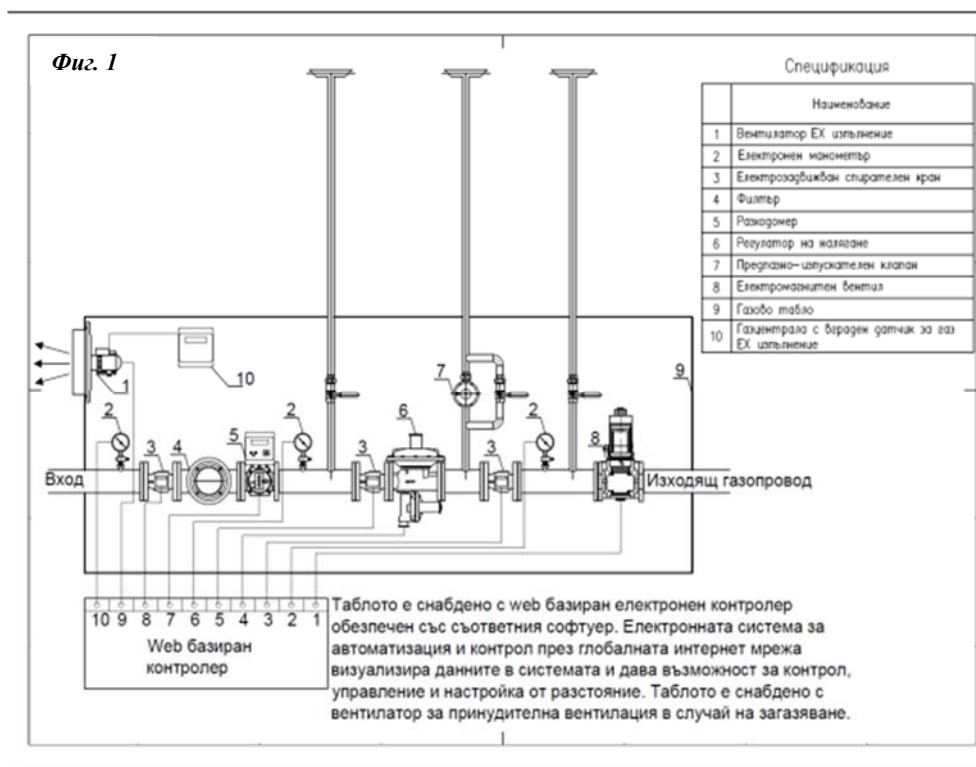 Фиг. 1
Спецификация
Наименование
1 Вентилатор ЕХ изпълнение
2 Електронен манометър
3 Електрозадвижван спирателен кран
4 Филтър
5 Разходомер
6 Регулатор на налягане
7 Предпазно-изпускателен клапан
8 Електромагнитен вентил
9 Газово табло
10 Газцентрала с вграден датчик за газ
ЕХ изпълнение
1
10
7
9
2
3
4
5
2
3
6
3
2
8
Вход
Изходящ газопровод
10 9 8 7 6 5 4 3 2 1
Web базиран
контролер
Таблото е снабдено с web базиран електронен контролер
обезпечен със съответния софтуер. Електронната система за
автоматизация и контрол през глобалната интернет мрежа
визуализира данните в системата и дава възможност за контрол,
управление и настройка от разстояние. Таблото е снабдено с
вентилатор за принудителна вентилация в случай на загазяване.